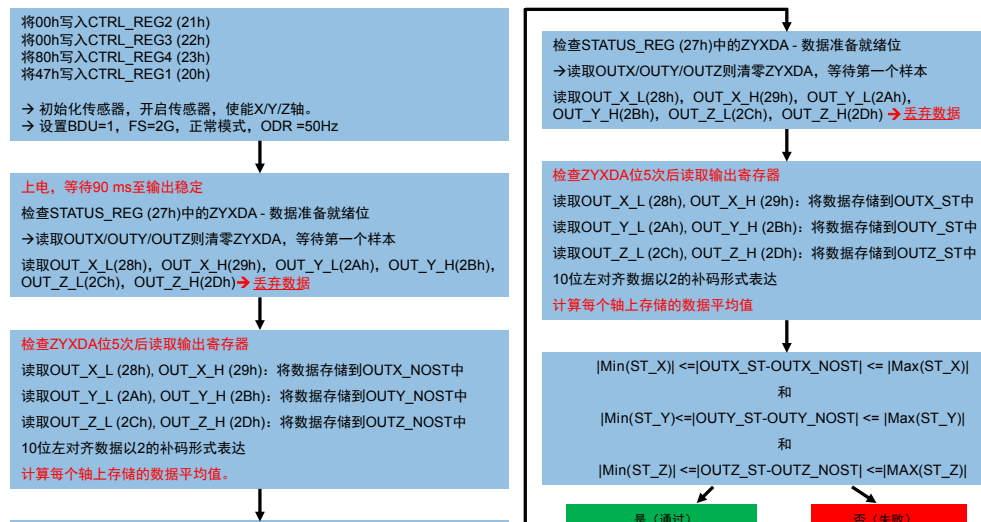 将00h写入CTRL_REG2 (21h)
将00h写入CTRL_REG3 (22h)
将80h写入CTRL_REG4 (23h)
将47h写入CTRL_REG1 (20h)
→ 初始化传感器，开启传感器，使能X/Y/Z轴。
→ 设置BDU=1，FS=2G，正常模式，ODR =50Hz
上电，等待90 ms至输出稳定
检查STATUS_REG (27h)中的ZYXDA - 数据准备就绪位
→读取OUTX/OUTY/OUTZ则清零ZYXDA，等待第一个样本
读取OUT_X_L(28h)，OUT_X_H(29h)，OUT_Y_L(2Ah)，OUT_Y_H(2Bh)，
OUT_Z_L(2Ch)，OUT_Z_H(2Dh)→ 丢弃数据
检查ZYXDA位5次后读取输出寄存器
读取OUT_X_L (28h), OUT_X_H (29h)：将数据存储到OUTX_NOST中
读取OUT_Y_L (2Ah), OUT_Y_H (2Bh)：将数据存储到OUTY_NOST中
读取OUT_Z_L (2Ch), OUT_Z_H (2Dh)：将数据存储到OUTZ_NOST中
10位左对齐数据以2的补码形式表达
计算每个轴上存储的数据平均值。
检查STATUS_REG (27h)中的ZYXDA - 数据准备就绪位
→读取OUTX/OUTY/OUTZ则清零ZYXDA，等待第一个样本
读取OUT_X_L(28h)，OUT_X_H(29h)，OUT_Y_L(2Ah)，
OUT_Y_H(2Bh)，OUT_Z_L(2Ch)，OUT_Z_H(2Dh) → 丢弃数据
检查ZYXDA位5次后读取输出寄存器
读取OUT_X_L (28h), OUT_X_H (29h)：将数据存储到OUTX_ST中
读取OUT_Y_L (2Ah), OUT_Y_H (2Bh)：将数据存储到OUTY_ST中
读取OUT_Z_L (2Ch), OUT_Z_H (2Dh)：将数据存储到OUTZ_ST中
10位左对齐数据以2的补码形式表达
计算每个轴上存储的数据平均值
|Min(ST_X)| <=|OUTX_ST-OUTX_NOST| <= |Max(ST_X)|
和
|Min(ST_Y)<=|OUTY_ST-OUTY_NOST| <= |Max(ST_Y)|
和
|Min(ST_Z)| <=|OUTZ_ST-OUTZ_NOST| <=|MAX(ST_Z)|
是（通过）
否（失败）